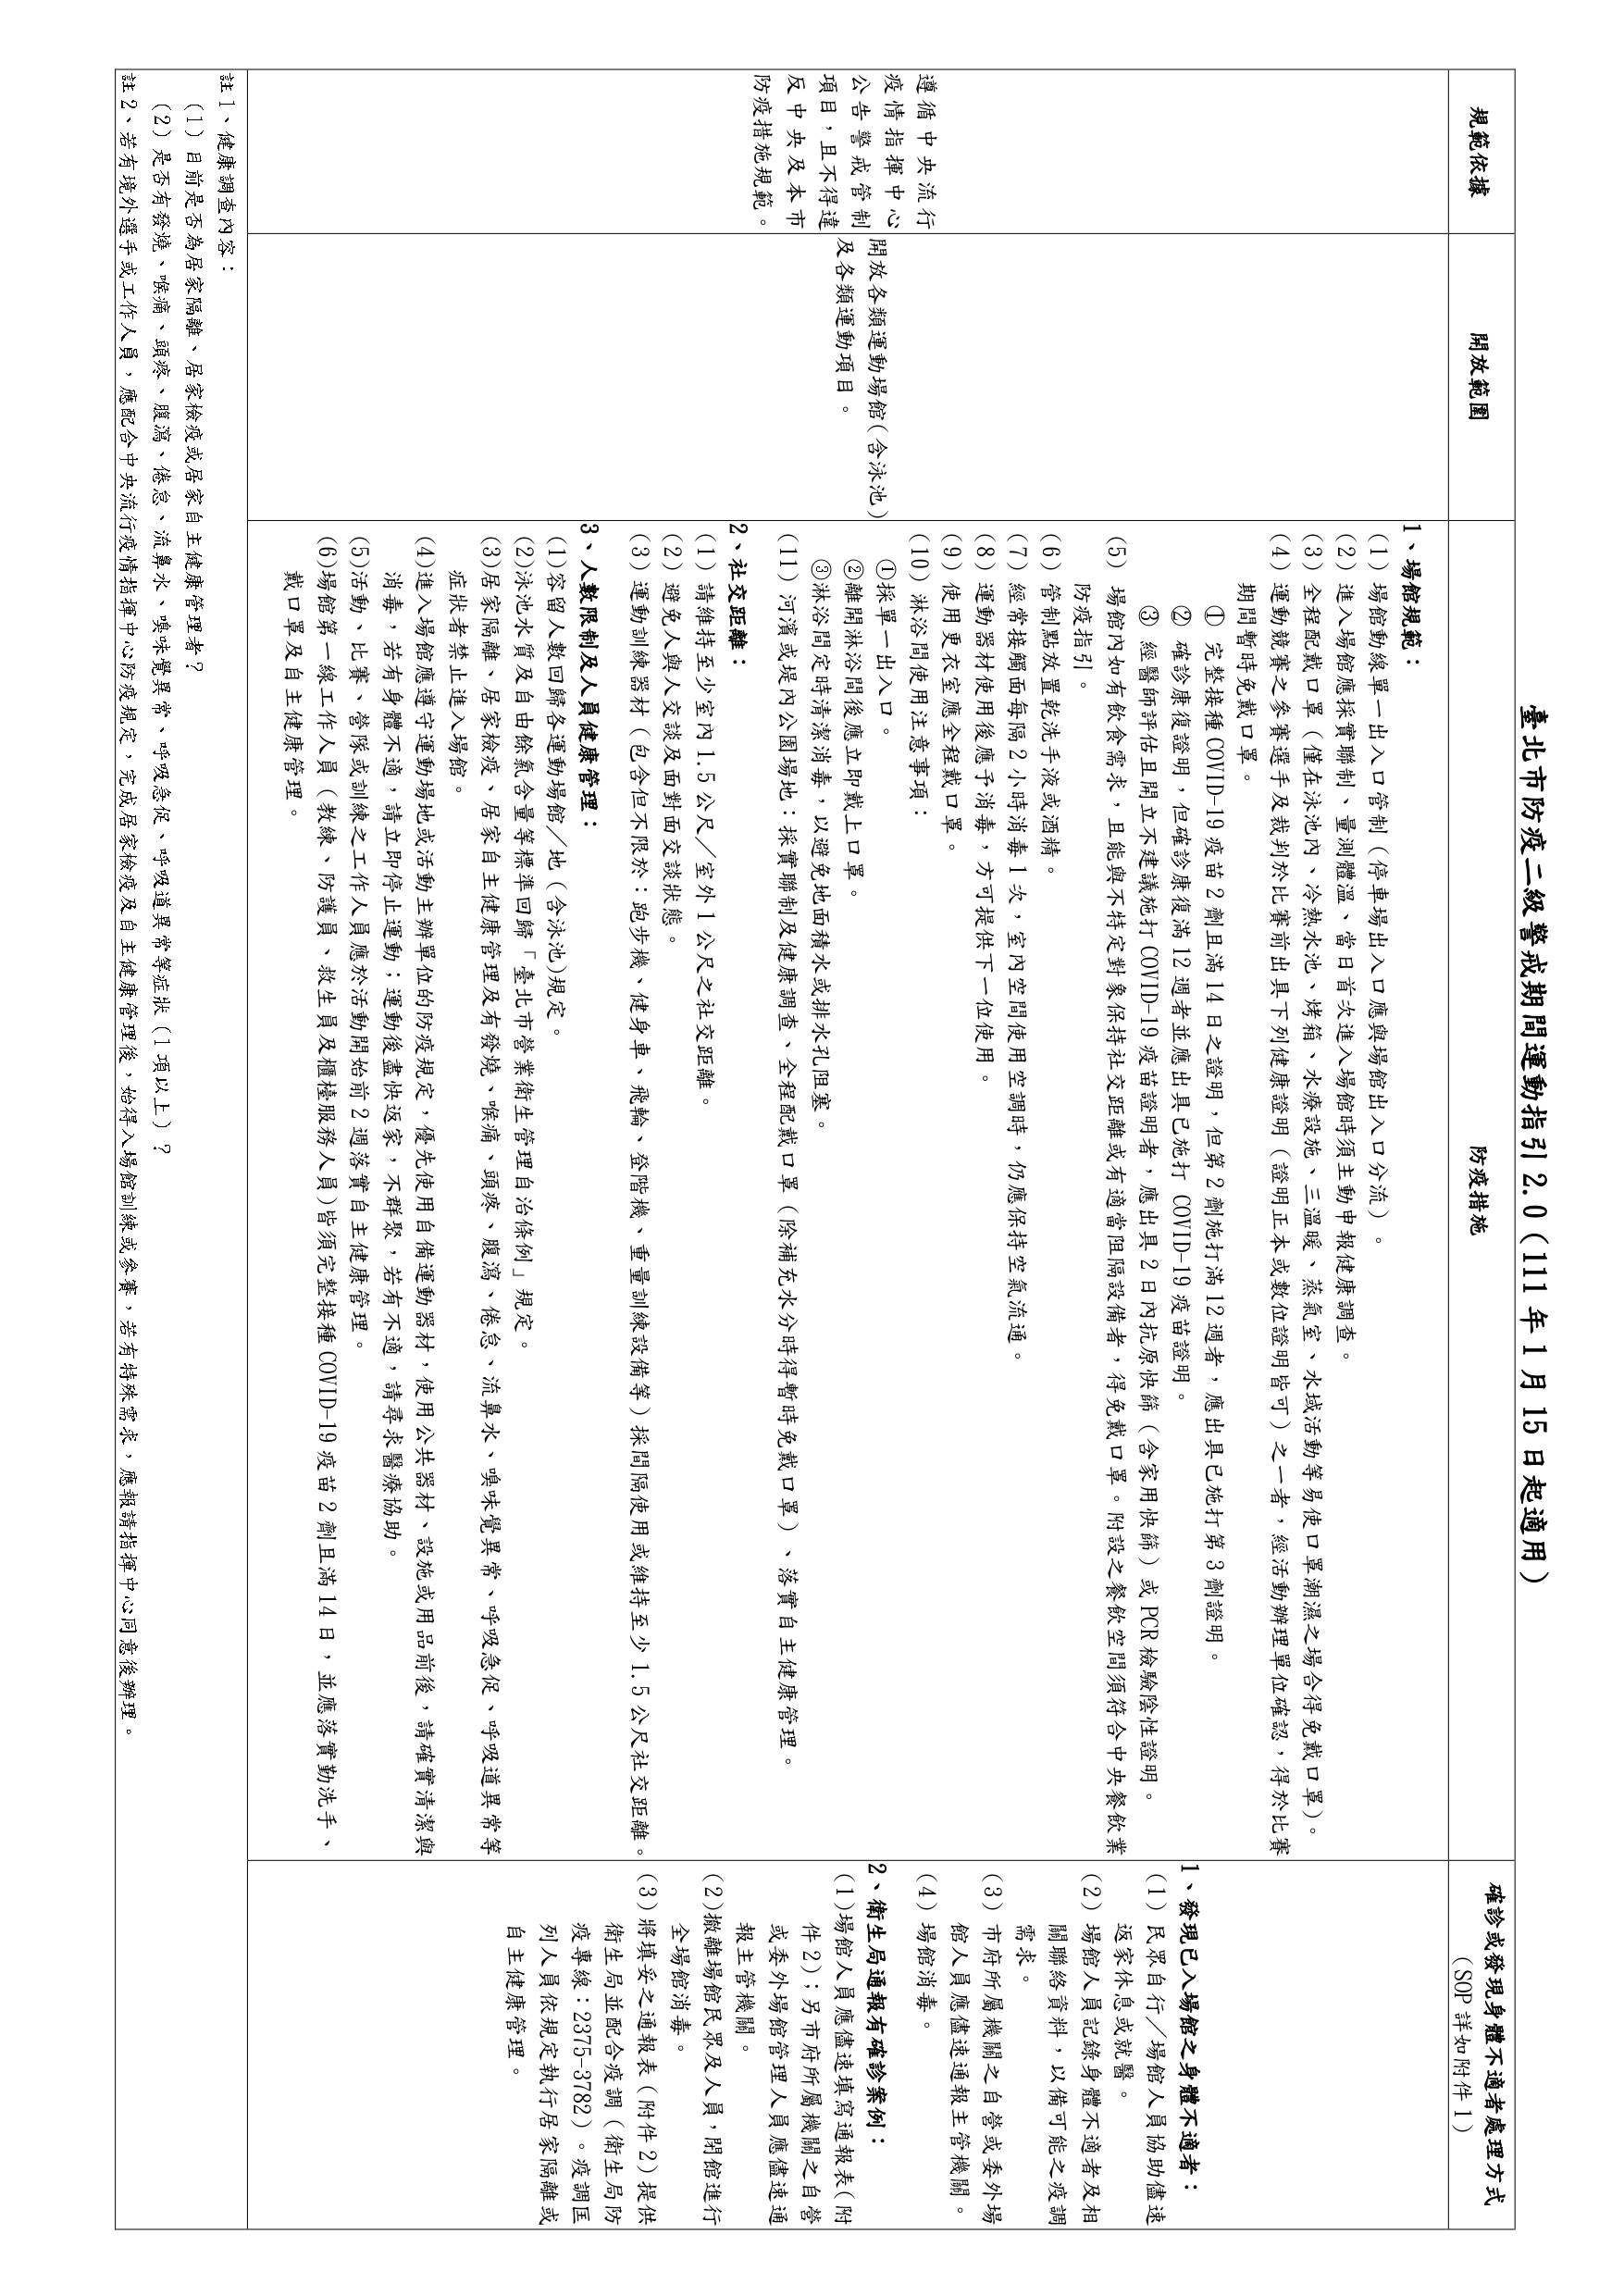 臺北市防疫二級警戒期間運動指引 2.0（111 年 1 月 15 日起適用）
規範依據
開放範圍
防疫措施
確診或發現身體不適者處理方式
（SOP 詳如附件 1）
遵循中央流行
疫情指揮中心
公告警戒管制
項目，且不得違
反中央及本市
防疫措施規範。
開放各類運動場館(含泳池)
及各類運動項目。
1、場館規範：
（1）場館動線單一出入口管制（停車場出入口應與場館出入口分流）。
（2）進入場館應採實聯制、量測體溫、當日首次進入場館時須主動申報健康調查。
（3）全程配戴口罩（僅在泳池內、冷熱水池、烤箱、水療設施、三溫暖、蒸氣室、水域活動等易使口罩潮濕之場合得免戴口罩）。
（4）運動競賽之參賽選手及裁判於比賽前出具下列健康證明（證明正本或數位證明皆可）之一者，經活動辦理單位確認，得於比賽
期間暫時免戴口罩。
① 完整接種 COVID-19 疫苗 2 劑且滿 14 日之證明，但第 2 劑施打滿 12 週者，應出具已施打第 3 劑證明。
② 確診康復證明，但確診康復滿 12 週者並應出具已施打 COVID-19 疫苗證明。
③ 經醫師評估且開立不建議施打 COVID-19 疫苗證明者，應出具 2 日內抗原快篩（含家用快篩）或 PCR 檢驗陰性證明。
（5） 場館內如有飲食需求，且能與不特定對象保持社交距離或有適當阻隔設備者，得免戴口罩。附設之餐飲空間須符合中央餐飲業
防疫指引。
（6）管制點放置乾洗手液或酒精。
（7）經常接觸面每隔 2 小時消毒 1 次，室內空間使用空調時，仍應保持空氣流通。
（8）運動器材使用後應予消毒，方可提供下一位使用。
（9）使用更衣室應全程戴口罩。
（10）淋浴間使用注意事項：
①採單一出入口。
②離開淋浴間後應立即戴上口罩。
③淋浴間定時清潔消毒，以避免地面積水或排水孔阻塞。
（11）河濱或堤內公園場地：採實聯制及健康調查、全程配戴口罩（除補充水分時得暫時免戴口罩）、落實自主健康管理。
2、社交距離：
（1）請維持至少室內 1.5 公尺／室外 1 公尺之社交距離。
（2）避免人與人交談及面對面交談狀態。
（3）運動訓練器材（包含但不限於：跑步機、健身車、飛輪、登階機、重量訓練設備等）採間隔使用或維持至少 1.5 公尺社交距離。
3、人數限制及人員健康管理：
(1)容留人數回歸各運動場館／地（含泳池)規定。
(2)泳池水質及自由餘氯含量等標準回歸「臺北市營業衛生管理自治條例」規定。
(3)居家隔離、居家檢疫、居家自主健康管理及有發燒、喉痛、頭疼、腹瀉、倦怠、流鼻水、嗅味覺異常、呼吸急促、呼吸道異常等
症狀者禁止進入場館。
(4)進入場館應遵守運動場地或活動主辦單位的防疫規定，優先使用自備運動器材，使用公共器材、設施或用品前後，請確實清潔與
消毒，若有身體不適，請立即停止運動；運動後盡快返家，不群聚，若有不適，請尋求醫療協助。
(5)活動、比賽、營隊或訓練之工作人員應於活動開始前 2 週落實自主健康管理。
(6)場館第一線工作人員（教練、防護員、救生員及櫃檯服務人員)皆須完整接種 COVID-19 疫苗 2 劑且滿 14 日，並應落實勤洗手、
戴口罩及自主健康管理。
1、發現已入場館之身體不適者：
（1）民眾自行／場館人員協助儘速
返家休息或就醫。
（2）場館人員記錄身體不適者及相
關聯絡資料，以備可能之疫調
需求。
（3）市府所屬機關之自營或委外場
館人員應儘速通報主管機關。
（4）場館消毒。
2、衛生局通報有確診案例：
（1)場館人員應儘速填寫通報表(附
件 2)；另市府所屬機關之自營
或委外場館管理人員應儘速通
報主管機關。
（2)撤離場館民眾及人員，閉館進行
全場館消毒。
（3）將填妥之通報表（附件 2）提供
衛生局並配合疫調（衛生局防
疫專線：2375-3782）。疫調匡
列人員依規定執行居家隔離或
自主健康管理。
註 1、健康調查內容：
（1）目前是否為居家隔離、居家檢疫或居家自主健康管理者？
（2）是否有發燒、喉痛、頭疼、腹瀉、倦怠、流鼻水、嗅味覺異常、呼吸急促、呼吸道異常等症狀（1 項以上）？
註 2、若有境外選手或工作人員，應配合中央流行疫情指揮中心防疫規定，完成居家檢疫及自主健康管理後，始得入場館訓練或參賽，若有特殊需求，應報請指揮中心同意後辦理。